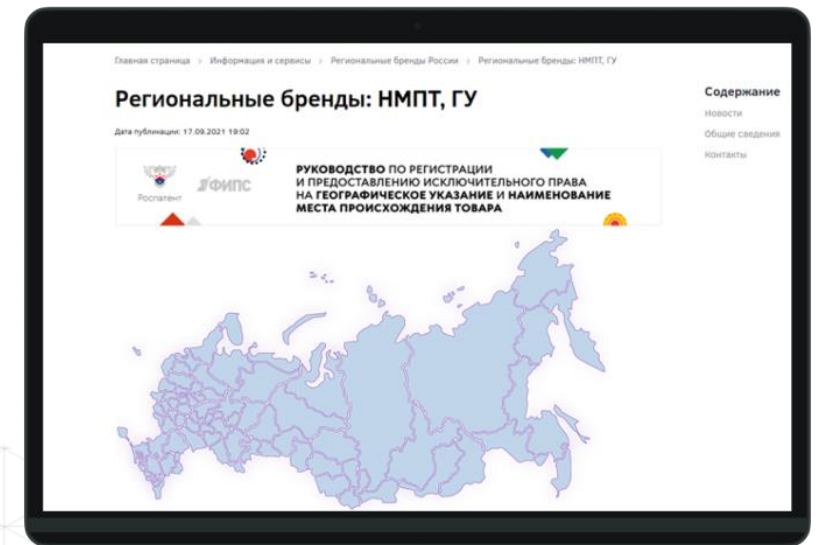 Главная страница > Информация и сервисы > Региональные бренды России > Региональные бренды: НМПТ, ГУ
Региональные бренды: НМПТ, ГУ
Дата публикации: 17.09.2021 19:02
Роспатент
ФИПС
РУКОВОДСТВО ПО РЕГИСТРАЦИИ
И ПРЕДОСТАВЛЕНИЮ ИСКЛЮЧИТЕЛЬНОГО ПРАВА
НА ГЕОГРАФИЧЕСКОЕ УКАЗАНИЕ И НАИМЕНОВАНИЕ
МЕСТА ПРОИСХОЖДЕНИЯ ТОВАРА
Содержание
Новости
Общие сведения
Контакты